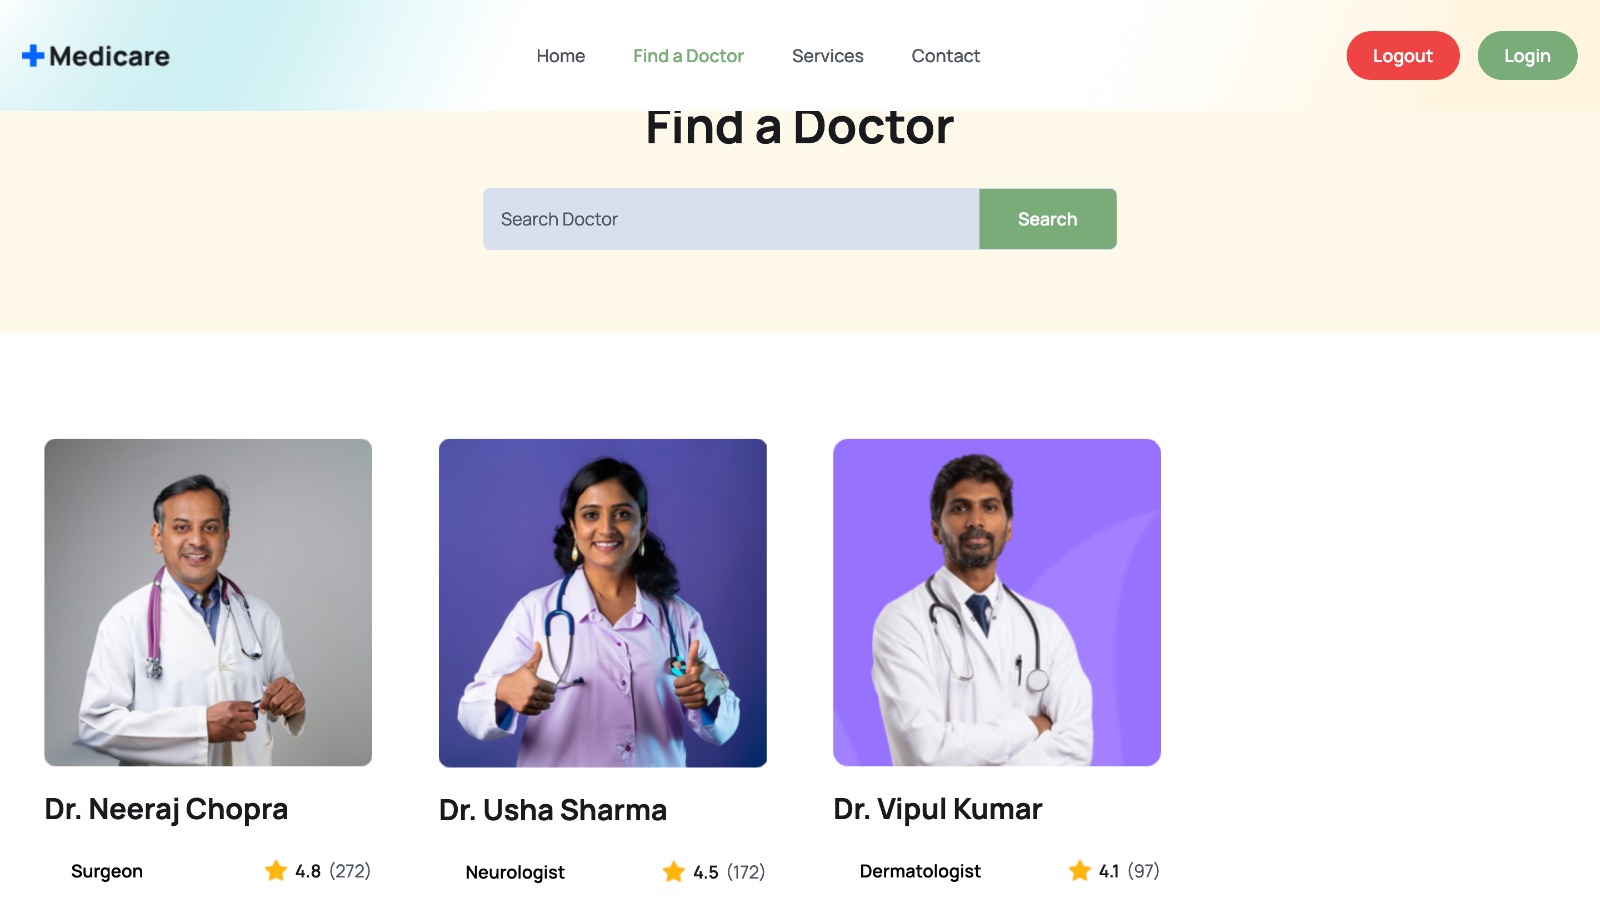 Medicare
Home
Find a Doctor
Services
Contact
Logout
Login
Find a Doctor
Search Doctor
Search
Dr. Neeraj Chopra
Surgeon
4.8 (272)
Dr. Usha Sharma
Neurologist
4.5 (172)
Dr. Vipul Kumar
Dermatologist
4.1 (97)